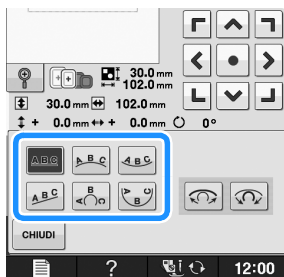 30.0 mm
102.0 mm
30.0 mm 102.0 mm
+ 0.0 mm + 0.0 mm 0°
ABC ABC ABC
ABC ABC ABC
CHIUDI
? i 12:00